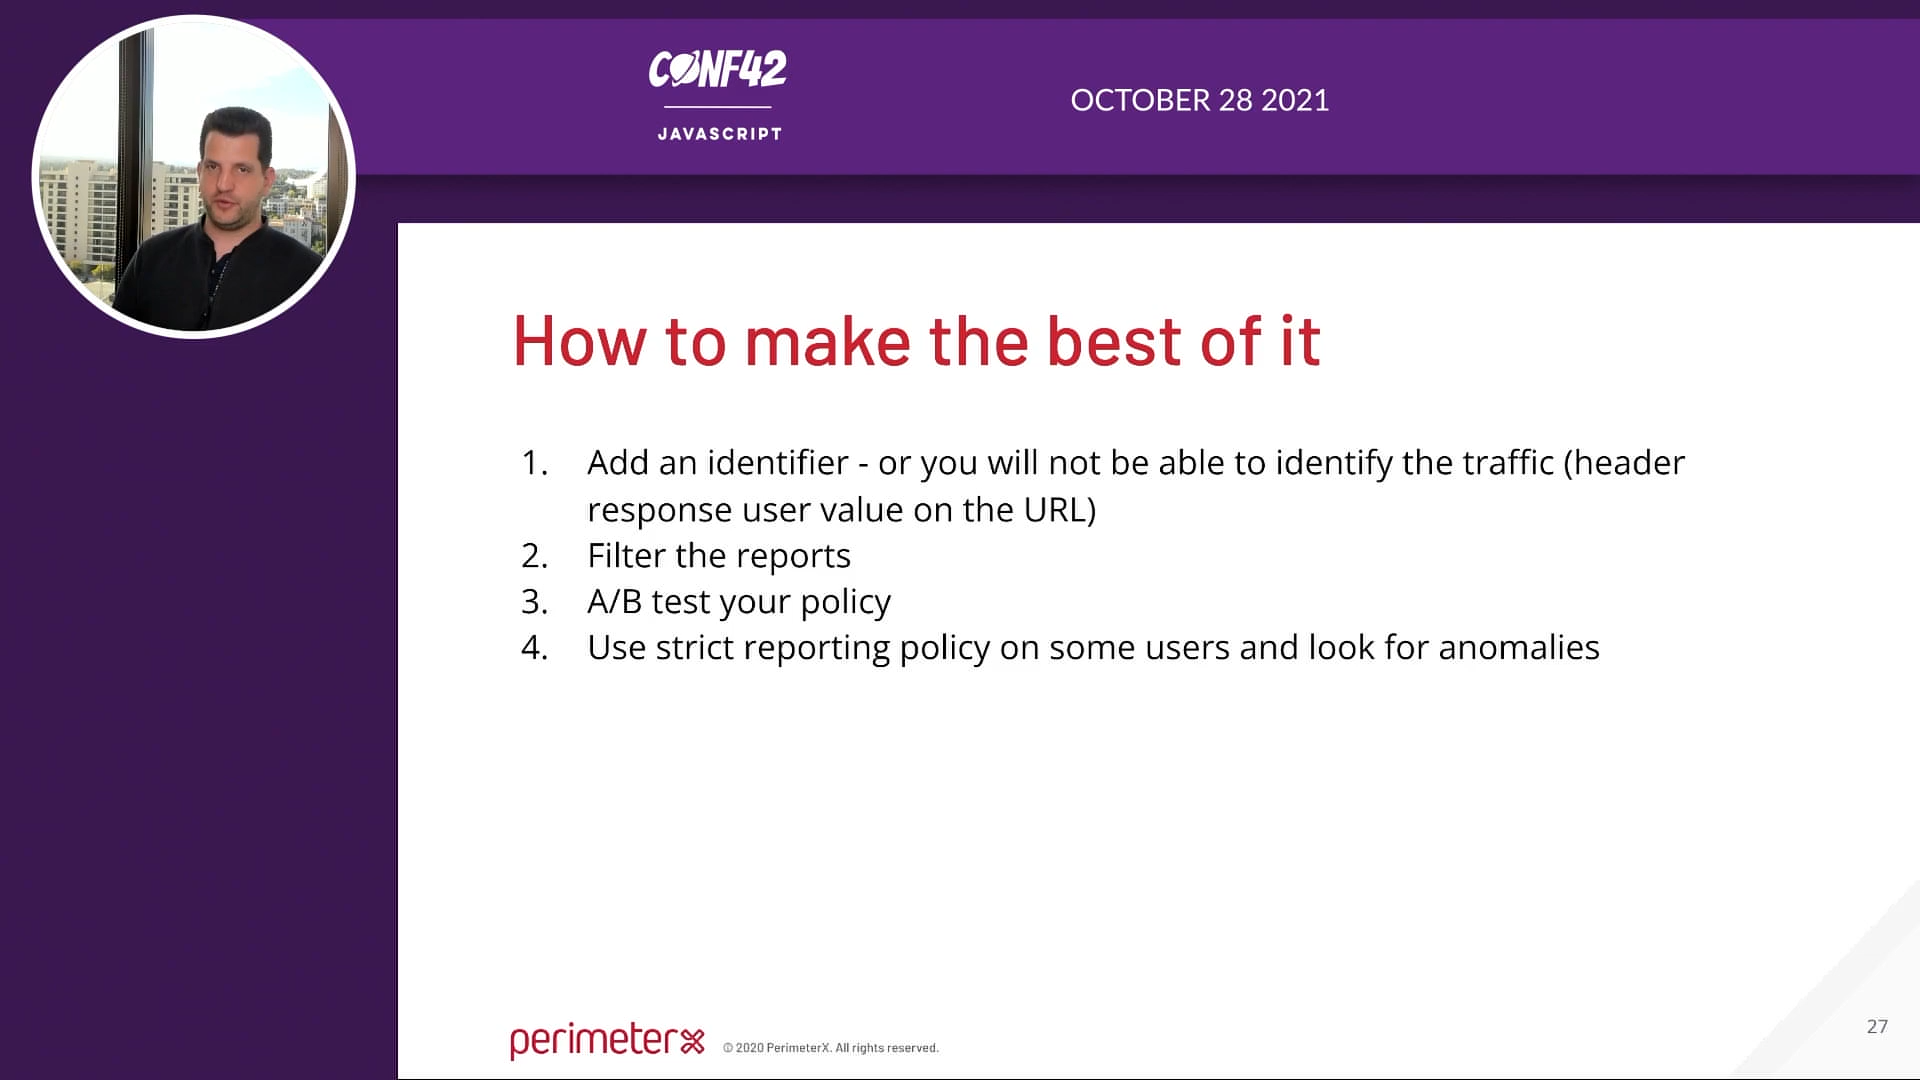 CONF42
JAVASCRIPT
OCTOBER 28 2021
How to make the best of it
1. Add an identifier - or you will not be able to identify the traffic (header
response user value on the URL)
2. Filter the reports
3. A/B test your policy
4. Use strict reporting policy on some users and look for anomalies
perimeterx
© 2020 PerimeterX. All rights reserved.
27